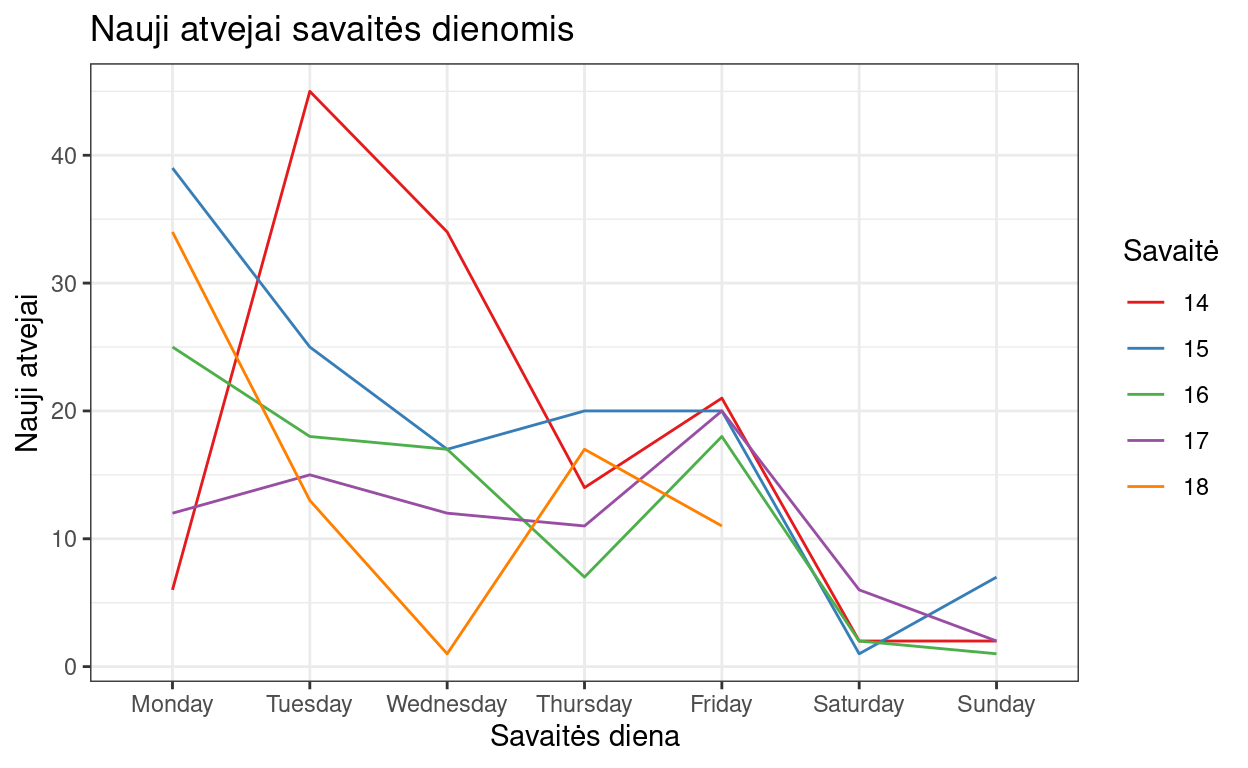 Nauji atvejai savaitės dienomis
Nauji atvejai
40
30
20
10
0
Monday Tuesday Wednesday Thursday Friday Saturday Sunday
Savaitės diena
Savaitė
14
15
16
17
18